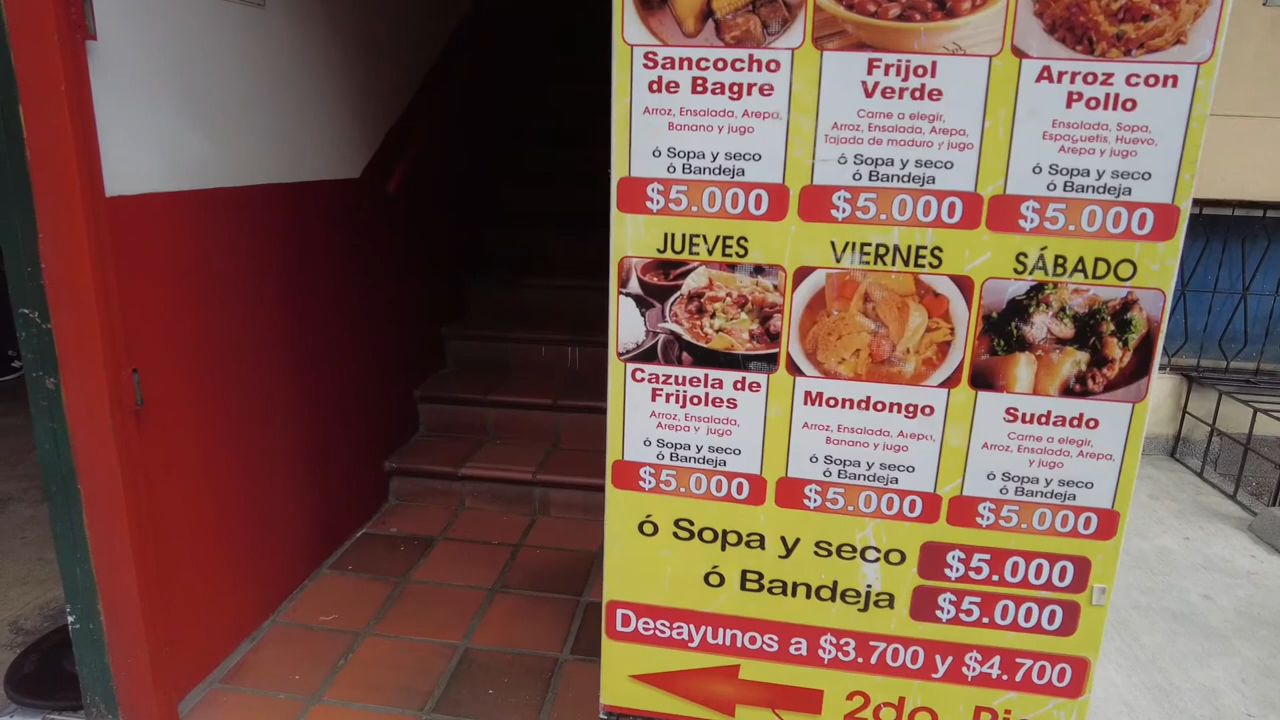 Sancocho
de Bagre
Arroz, Ensalada, Arepa,
Banano y jugo
ó Sopa y seco
ó Bandeja
$5.000
Frijol
Verde
Carne a elegir,
Arroz, Ensalada, Arepa,
Tajada de maduro y jugo
ó Sopa y seco
ó Bandeja
$5.000
Arroz con
Pollo
Ensalada, Sopa,
Espaguetis, Huevo,
Arepa y jugo
ó Sopa y seco
ó Bandeja
$5.000
JUEVES
Cazuela de
Frijoles
Arroz, Ensalada,
Arepa y jugo
ó Sopa y seco
ó Bandeja
$5.000
VIERNES
Mondongo
Arroz, Ensalada, Arepa,
Banano y jugo
ó Sopa y seco
ó Bandeja
$5.000
SÁBADO
Sudado
Carne a elegir,
Arroz, Ensalada, Arepa,
y jugo
ó Sopa y seco
ó Bandeja
$5.000
ó Sopa y seco $5.000
ó Bandeja $5.000
Desayunos a $3.700 y $4.700
2do